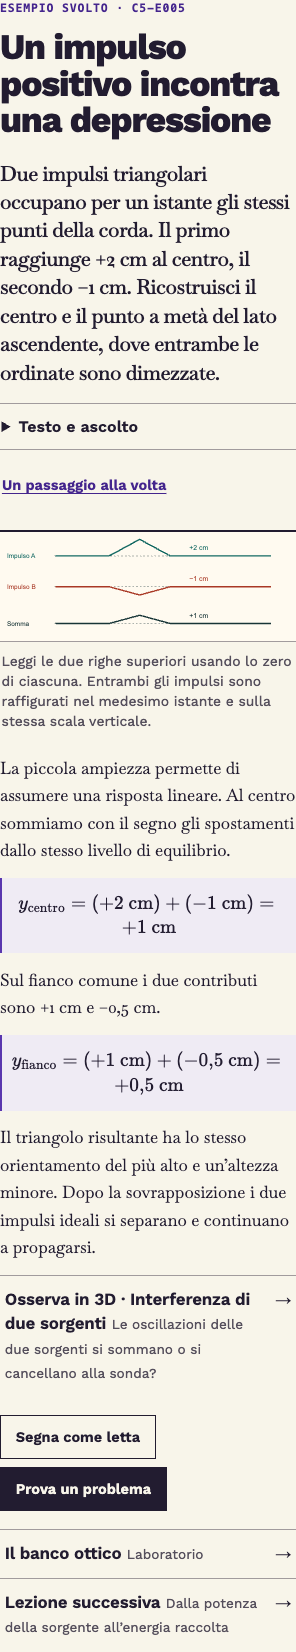 ESEMPIO SVOLTO · C5–E005
Un impulso
positivo incontra
una depressione
Due impulsi triangolari
occupano per un istante gli stessi
punti della corda. Il primo
raggiunge +2 cm al centro, il
secondo −1 cm. Ricostruisci il
centro e il punto a metà del lato
ascendente, dove entrambe le
ordinate sono dimezzate.
▶ Testo e ascolto
Un passaggio alla volta
+2 cm
Impulso A
−1 cm
Impulso B
+1 cm
Somma
Leggi le due righe superiori usando lo zero
di ciascuna. Entrambi gli impulsi sono
raffigurati nel medesimo istante e sulla
stessa scala verticale.
La piccola ampiezza permette di
assumere una risposta lineare. Al centro
sommiamo con il segno gli spostamenti
dallo stesso livello di equilibrio.
y_centro = (+2 cm) + (−1 cm) =
+1 cm
Sul fianco comune i due contributi
sono +1 cm e −0,5 cm.
y_fianco = (+1 cm) + (−0,5 cm) =
+0,5 cm
Il triangolo risultante ha lo stesso
orientamento del più alto e un’altezza
minore. Dopo la sovrapposizione i due
impulsi ideali si separano e continuano
a propagarsi.
Osserva in 3D · Interferenza di →
due sorgenti Le oscillazioni delle
due sorgenti si sommano o si
cancellano alla sonda?
Segna come letta
Prova un problema
Il banco ottico Laboratorio →
Lezione successiva Dalla potenza →
della sorgente all’energia raccolta